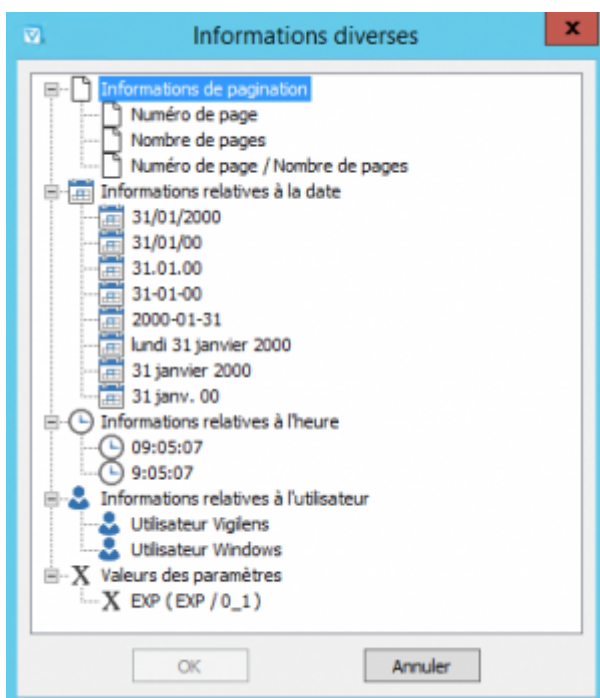 Informations diverses
Informations de pagination
Numéro de page
Nombre de pages
Numéro de page / Nombre de pages
Informations relatives à la date
31/01/2000
31/01/00
31.01.00
31-01-00
2000-01-31
lundi 31 janvier 2000
31 janvier 2000
31 janv. 00
Informations relatives à l'heure
09:05:07
9:05:07
Informations relatives à l'utilisateur
Utilisateur Vigilens
Utilisateur Windows
Valeurs des paramètres
EXP ( EXP / 0_1 )
OK
Annuler